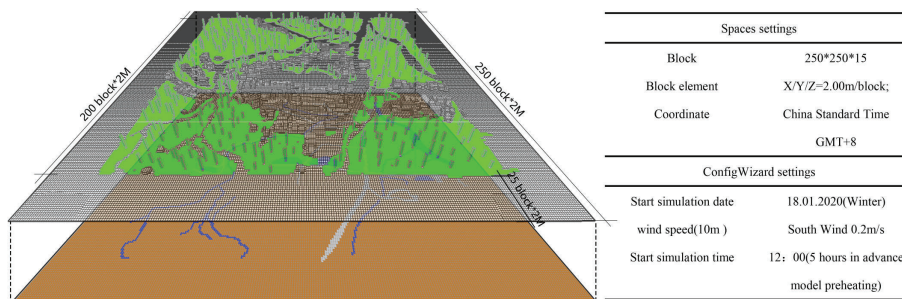 200 block*2M
250 block*2M
25 block*2M
Spaces settings
Block 250*250*15
Block element X/Y/Z=2.00m/block;
Coordinate China Standard Time
GMT+8
ConfigWizard settings
Start simulation date 18.01.2020(Winter)
wind speed(10m ) South Wind 0.2m/s
Start simulation time 12：00(5 hours in advance
model preheating)